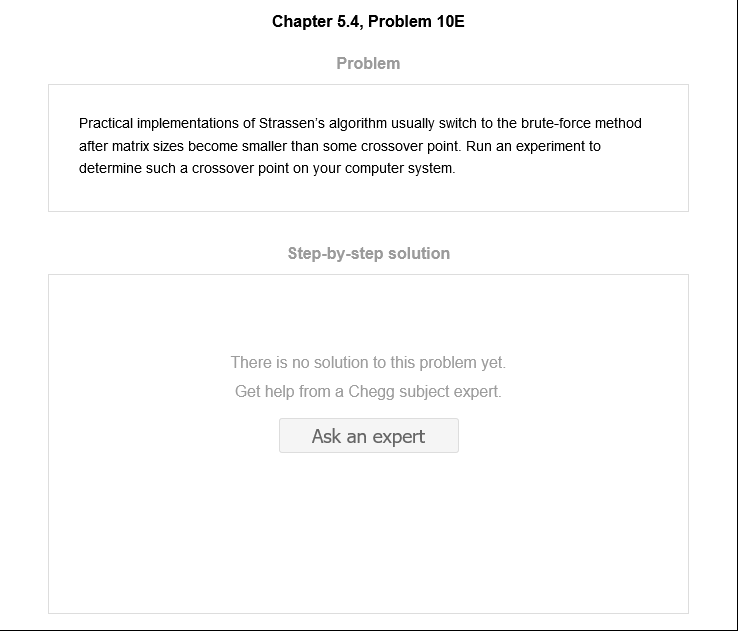 Chapter 5.4, Problem 10E
Problem
Practical implementations of Strassen's algorithm usually switch to the brute-force method
after matrix sizes become smaller than some crossover point. Run an experiment to
determine such a crossover point on your computer system.
Step-by-step solution
There is no solution to this problem yet.
Get help from a Chegg subject expert.
Ask an expert